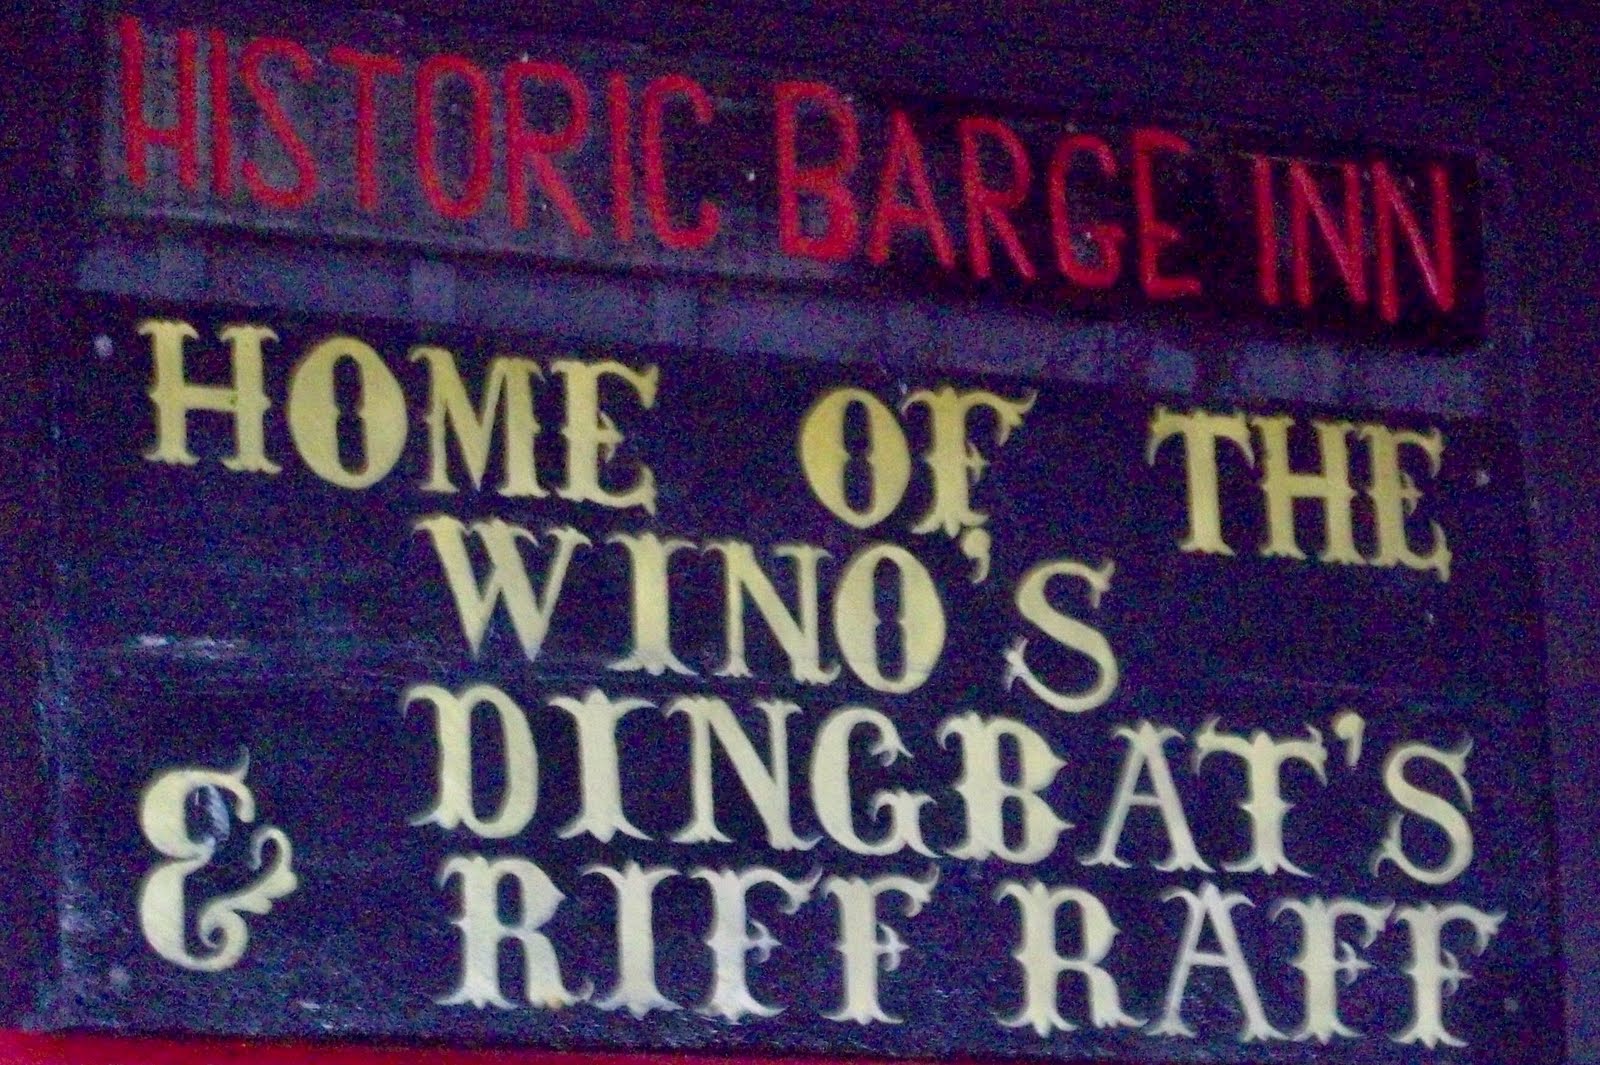 HISTORIC BARGE INN
HOME OF THE
WINO'S
DINGBAT'S
& RIFF RAFF